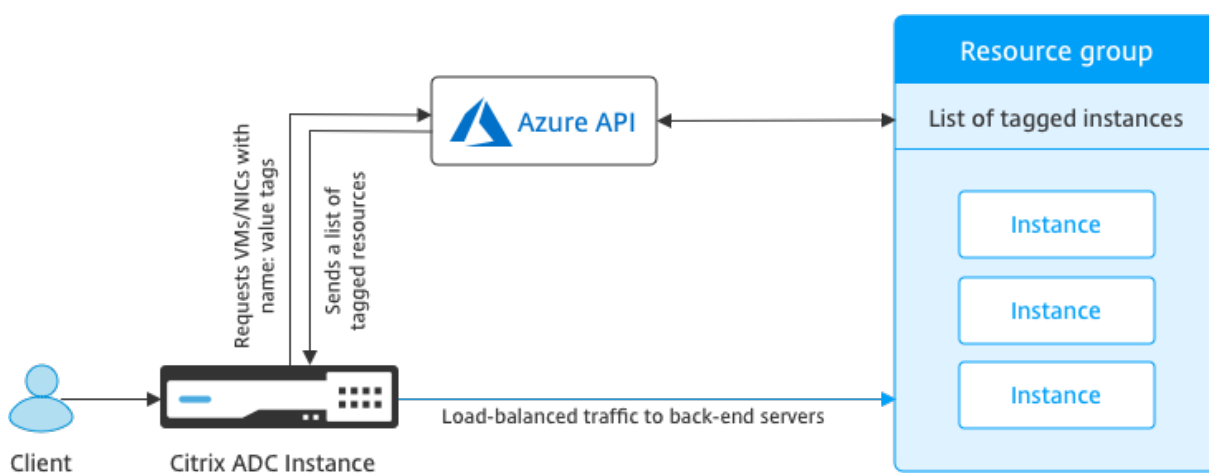 Resource group
List of tagged instances
Azure API
Requests VMs/NICs with
name: value tags
Sends a list of
tagged resources
Instance
Instance
Instance
Load-balanced traffic to back-end servers
Client
Citrix ADC Instance